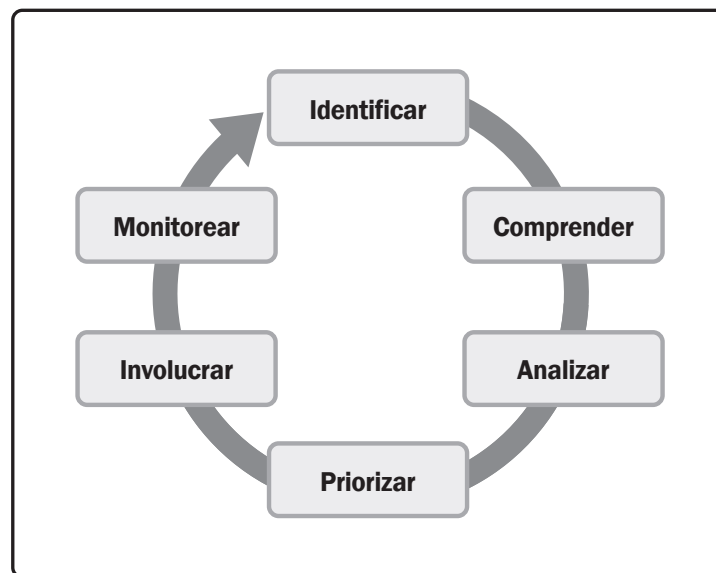 Identificar
Comprender
Analizar
Priorizar
Involucrar
Monitorear